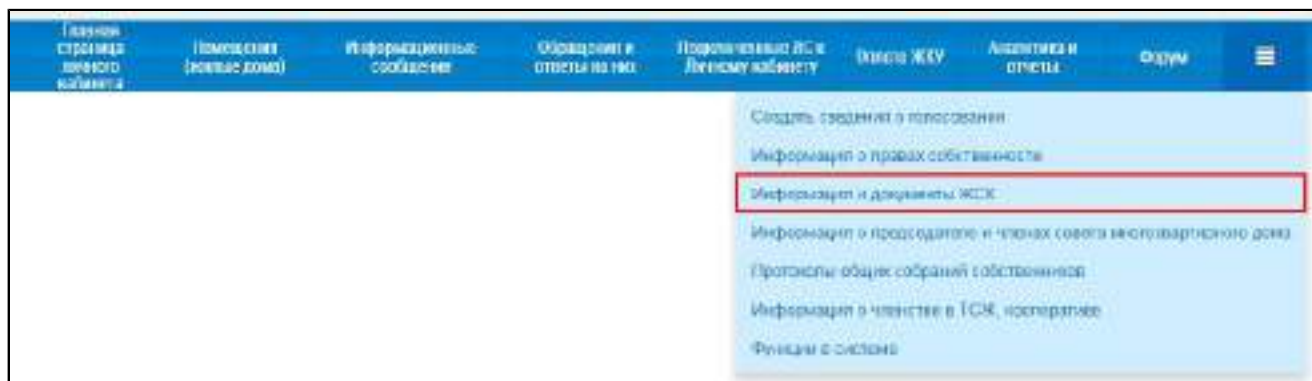 Главная
страница
личного
кабинета
Помещения
(жилые дома)
Информационные
сообщения
Обращения и
ответы на них
Подключенные ЛС к
Личному кабинету
Оплата ЖКУ
Аналитика и
отчеты
Форум
Создать сведения о голосовании
Информация о правах собственности
Информация и документы ЖСК
Информация о председателе и членах совета многоквартирного дома
Протоколы общих собраний собственников
Информация о членстве в ТСЖ, кооперативе
Функции в системе